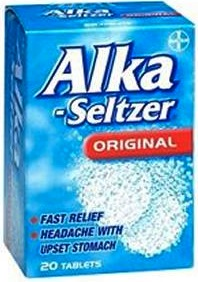 Alka
-Seltzer
ORIGINAL
• FAST RELIEF
• HEADACHE WITH
UPSET STOMACH
20 TABLETS